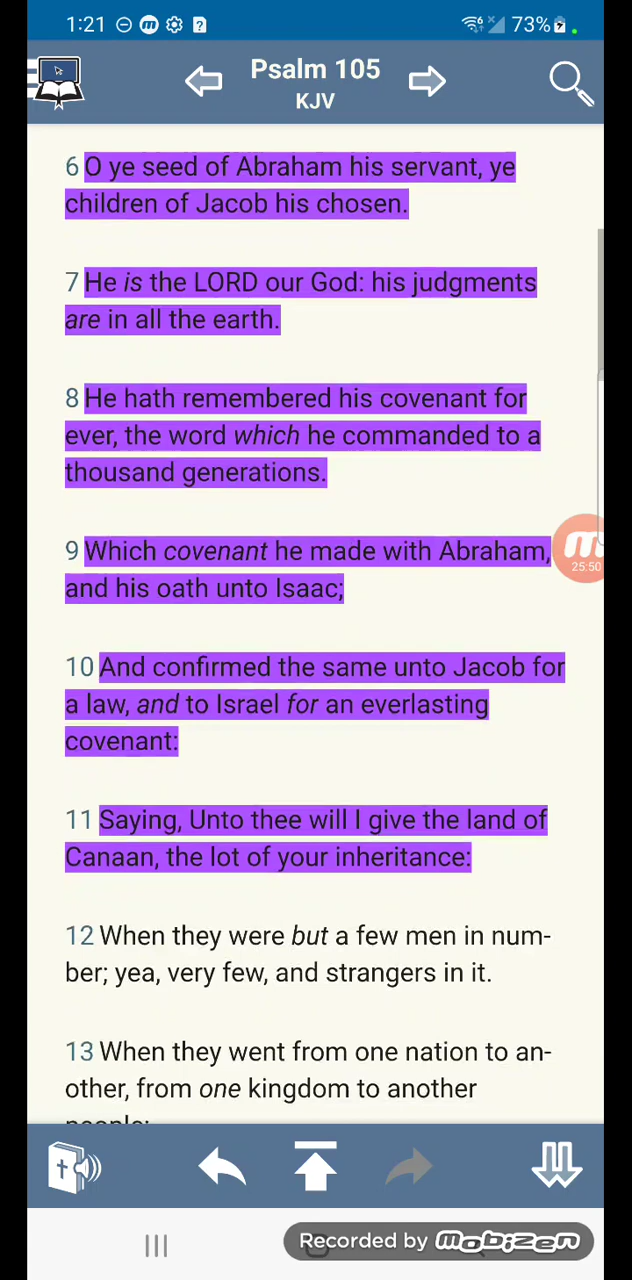 1:21
73%
Psalm 105
KJV
6 O ye seed of Abraham his servant, ye
children of Jacob his chosen.
7 He is the LORD our God: his judgments
are in all the earth.
8 He hath remembered his covenant for
ever, the word which he commanded to a
thousand generations.
9 Which covenant he made with Abraham,
and his oath unto Isaac;
25:50
10 And confirmed the same unto Jacob for
a law, and to Israel for an everlasting
covenant:
11 Saying, Unto thee will I give the land of
Canaan, the lot of your inheritance:
12 When they were but a few men in num-
ber; yea, very few, and strangers in it.
13 When they went from one nation to an-
other, from one kingdom to another
people;
Recorded by mobizen